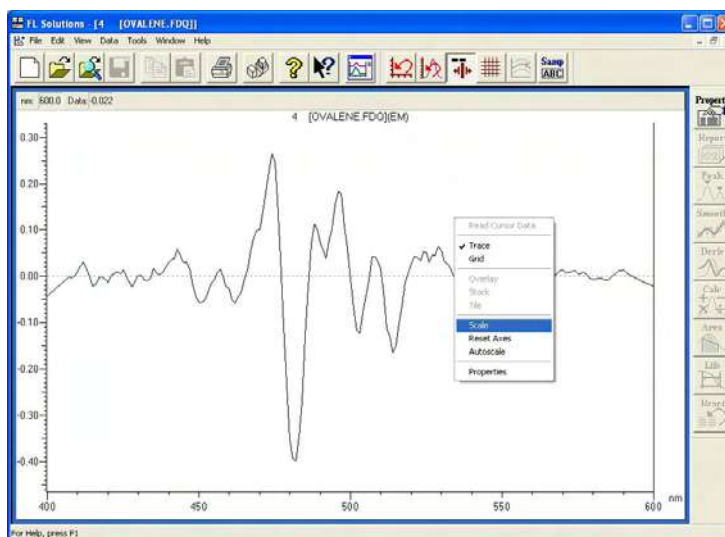 FL Solutions - [4 [OVALENE.FDQ]]
File Edit View Data Tools Window Help
Samp
ABC
nm: 600.0 Data:-0.022
4 [OVALENE.FDQ](EM)
Propert
Report
Peak
Smooth
Deriv
Calc
Area
Life
0.30
0.20
0.10
0.00
-0.10
-0.20
-0.30
-0.40
400
450
500
550
600
nm
Read Cursor Data
Trace
Grid
Overlay
Stack
Tile
Scale
Reset Axes
Autoscale
Properties
For Help, press F1